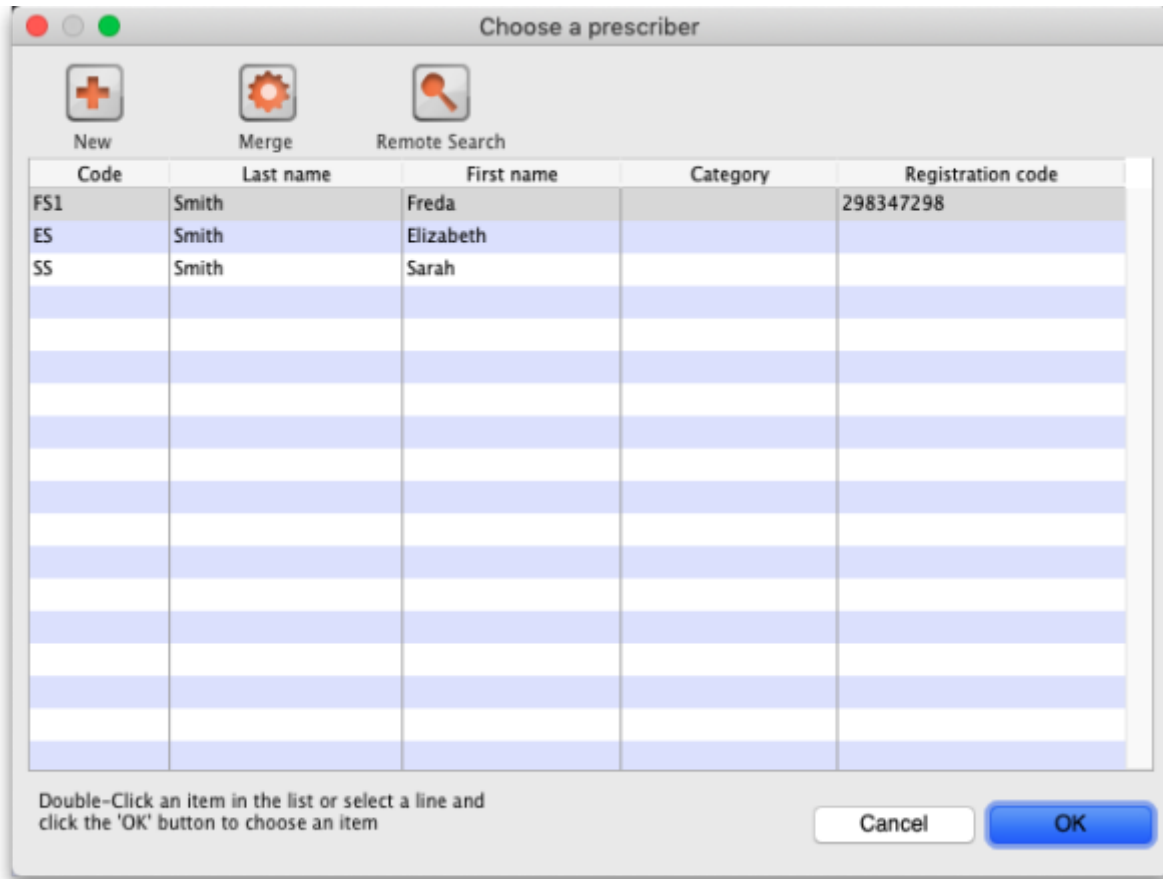 Choose a prescriber
New Merge Remote Search
Code Last name First name Category Registration code
FS1 Smith Freda 298347298
ES Smith Elizabeth
SS Smith Sarah
Double-Click an item in the list or select a line and
click the 'OK' button to choose an item
Cancel OK